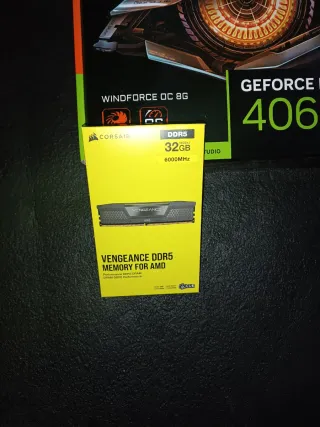 WINDFORCE OC 8G
GEFORCE
406
CORSAIR
DDR5
32GB
6000MHz
VENGEANCE DDR5
MEMORY FOR AMD